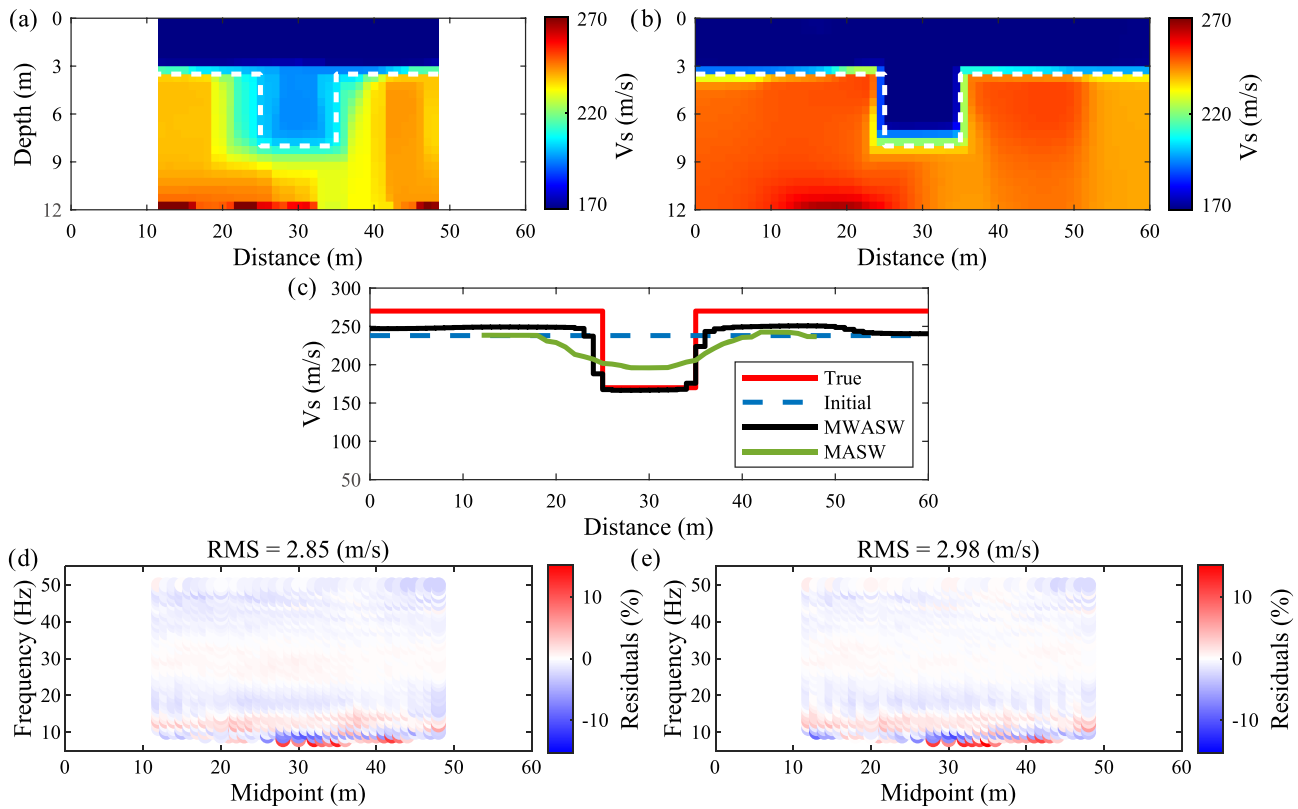 (a)
0
3
6
9
12
Depth (m)
0 10 20 30 40 50 60
Distance (m)
270
220
170
Vs (m/s)
(b)
0
3
6
9
12
0 10 20 30 40 50 60
Distance (m)
270
220
170
Vs (m/s)
(c)
300
250
200
150
100
50
Vs (m/s)
0 10 20 30 40 50 60
Distance (m)
True
Initial
MWASW
MASW
(d)
RMS = 2.85 (m/s)
50
40
30
20
10
Frequency (Hz)
0 10 20 30 40 50 60
Midpoint (m)
10
0
-10
Residuals (%)
(e)
RMS = 2.98 (m/s)
50
40
30
20
10
Frequency (Hz)
0 10 20 30 40 50 60
Midpoint (m)
10
0
-10
Residuals (%)